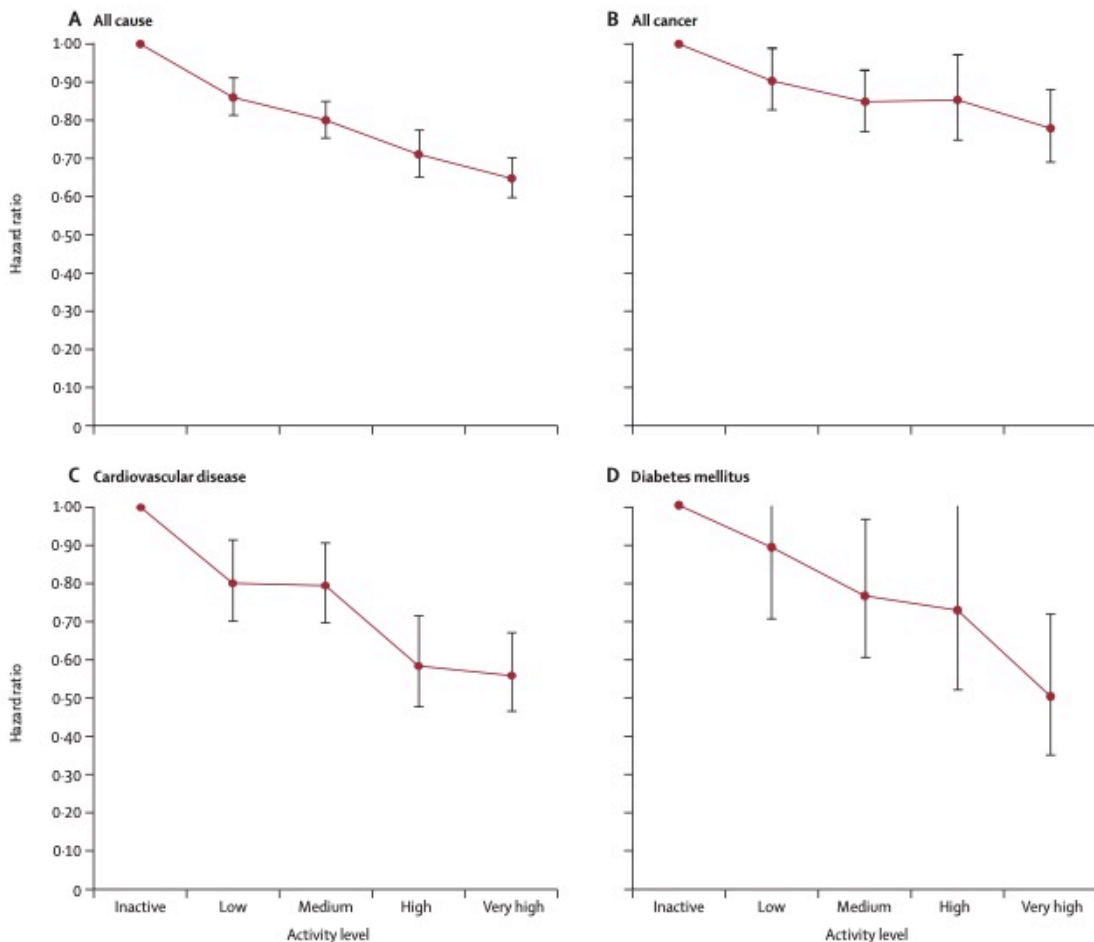 A All cause
B All cancer
1·00
0·90
0·80
0·70
0·60
0·50
0·40
0·30
0·20
0·10
0
Hazard ratio
C Cardiovascular disease
D Diabetes mellitus
1·00
0·90
0·80
0·70
0·60
0·50
0·40
0·30
0·20
0·10
0
Hazard ratio
Inactive Low Medium High Very high
Activity level
Inactive Low Medium High Very high
Activity level